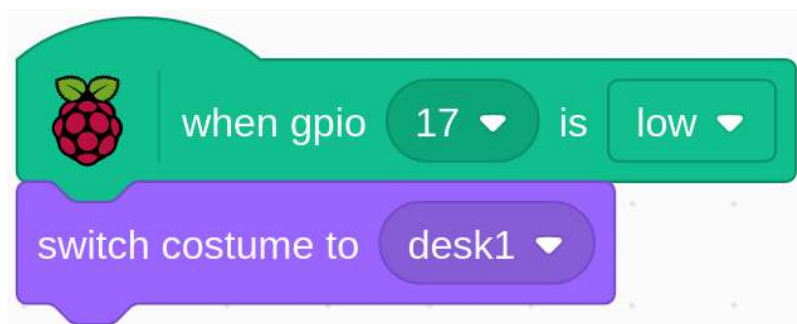 when gpio 17 is low
switch costume to desk1